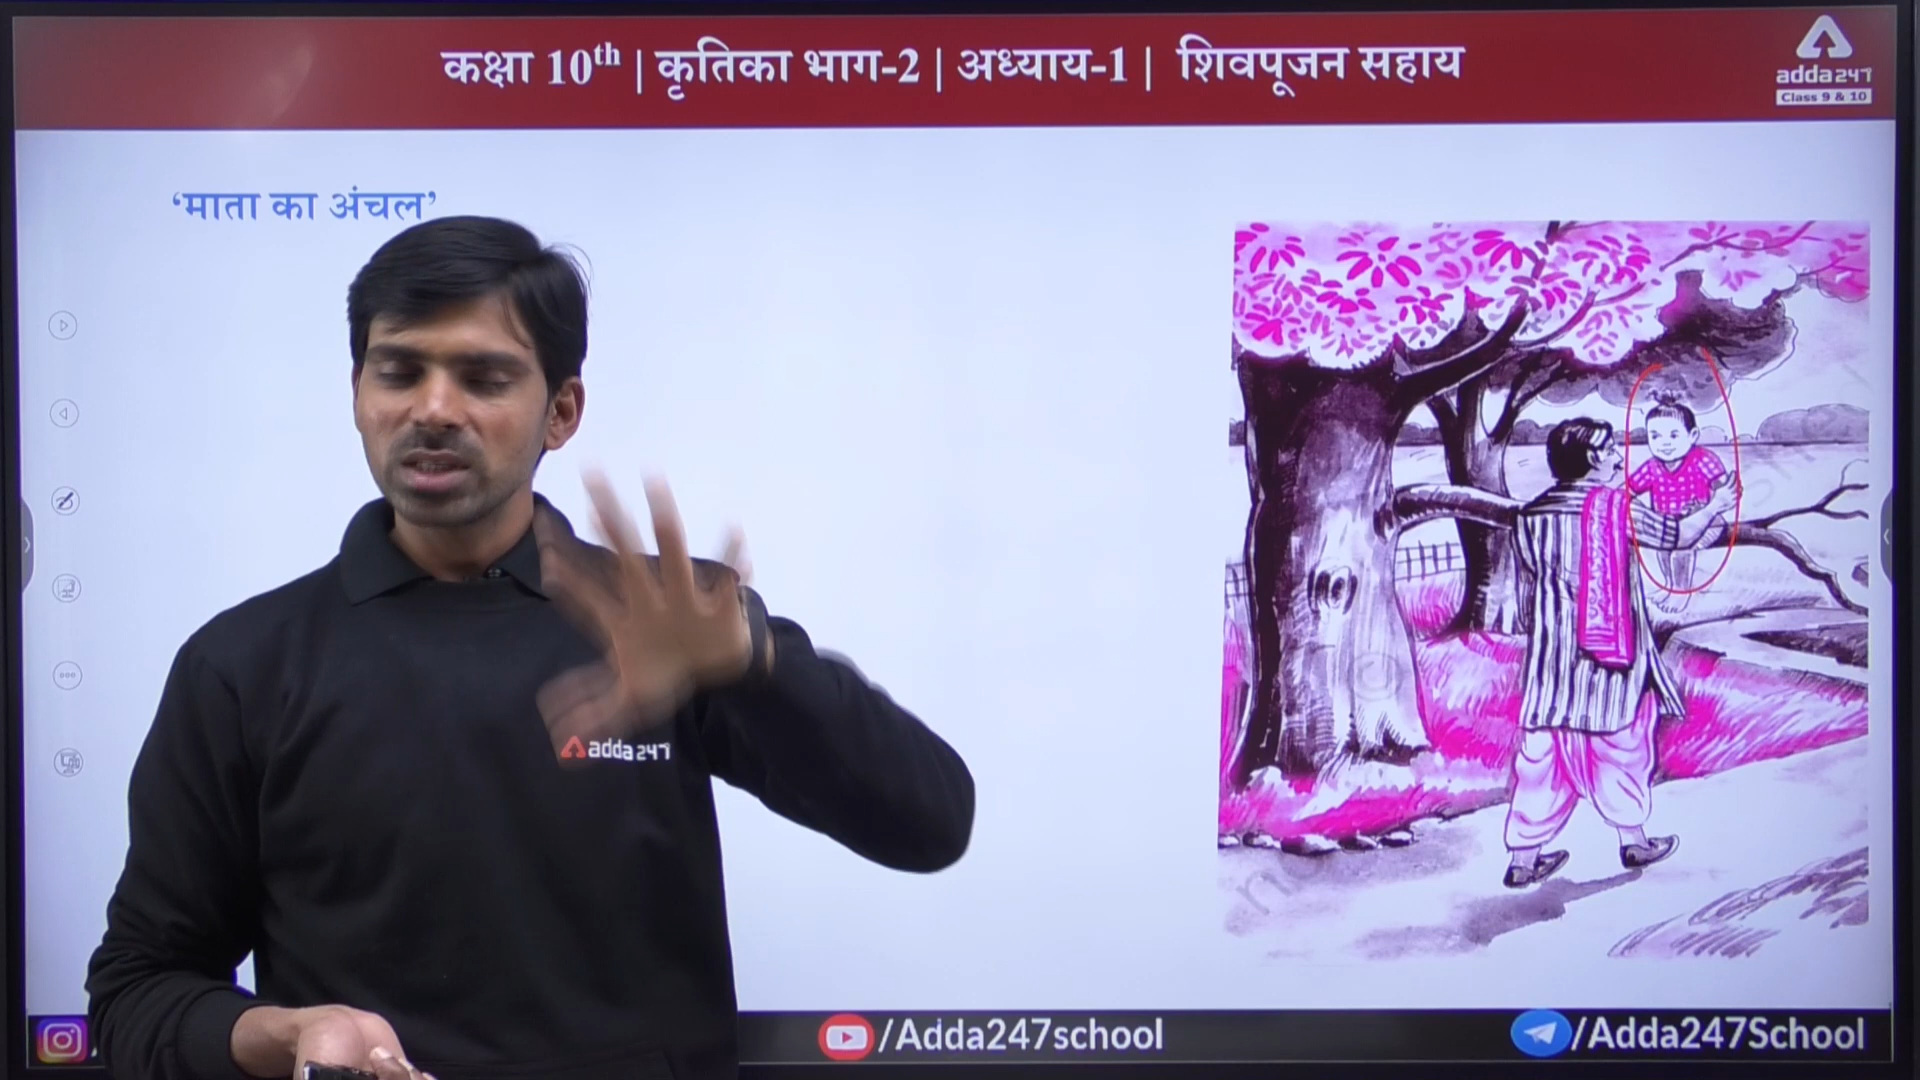 कक्षा 10th | कृतिका भाग-2 | अध्याय-1 | शिवपूजन सहाय
adda247
Class 9 & 10
‘माता का अंचल’
adda247
/Adda247school
/Adda247School